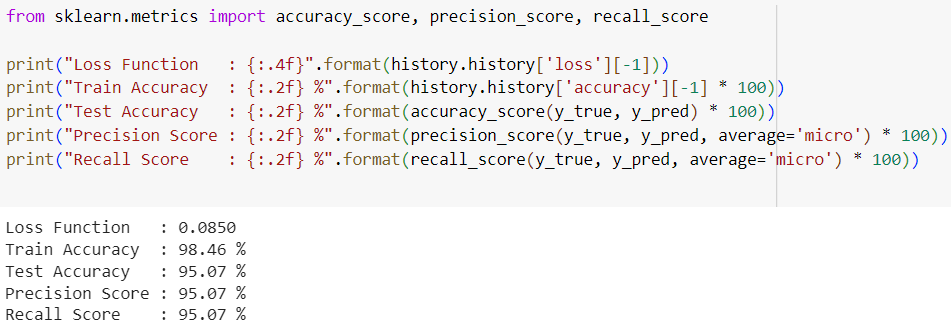 from sklearn.metrics import accuracy_score, precision_score, recall_score
print("Loss Function   : {:.4f}".format(history.history['loss'][-1]))
print("Train Accuracy  : {:.2f} %".format(history.history['accuracy'][-1] * 100))
print("Test Accuracy   : {:.2f} %".format(accuracy_score(y_true, y_pred) * 100))
print("Precision Score : {:.2f} %".format(precision_score(y_true, y_pred, average='micro') * 100))
print("Recall Score    : {:.2f} %".format(recall_score(y_true, y_pred, average='micro') * 100))
Loss Function   : 0.0850
Train Accuracy  : 98.46 %
Test Accuracy   : 95.07 %
Precision Score : 95.07 %
Recall Score    : 95.07 %